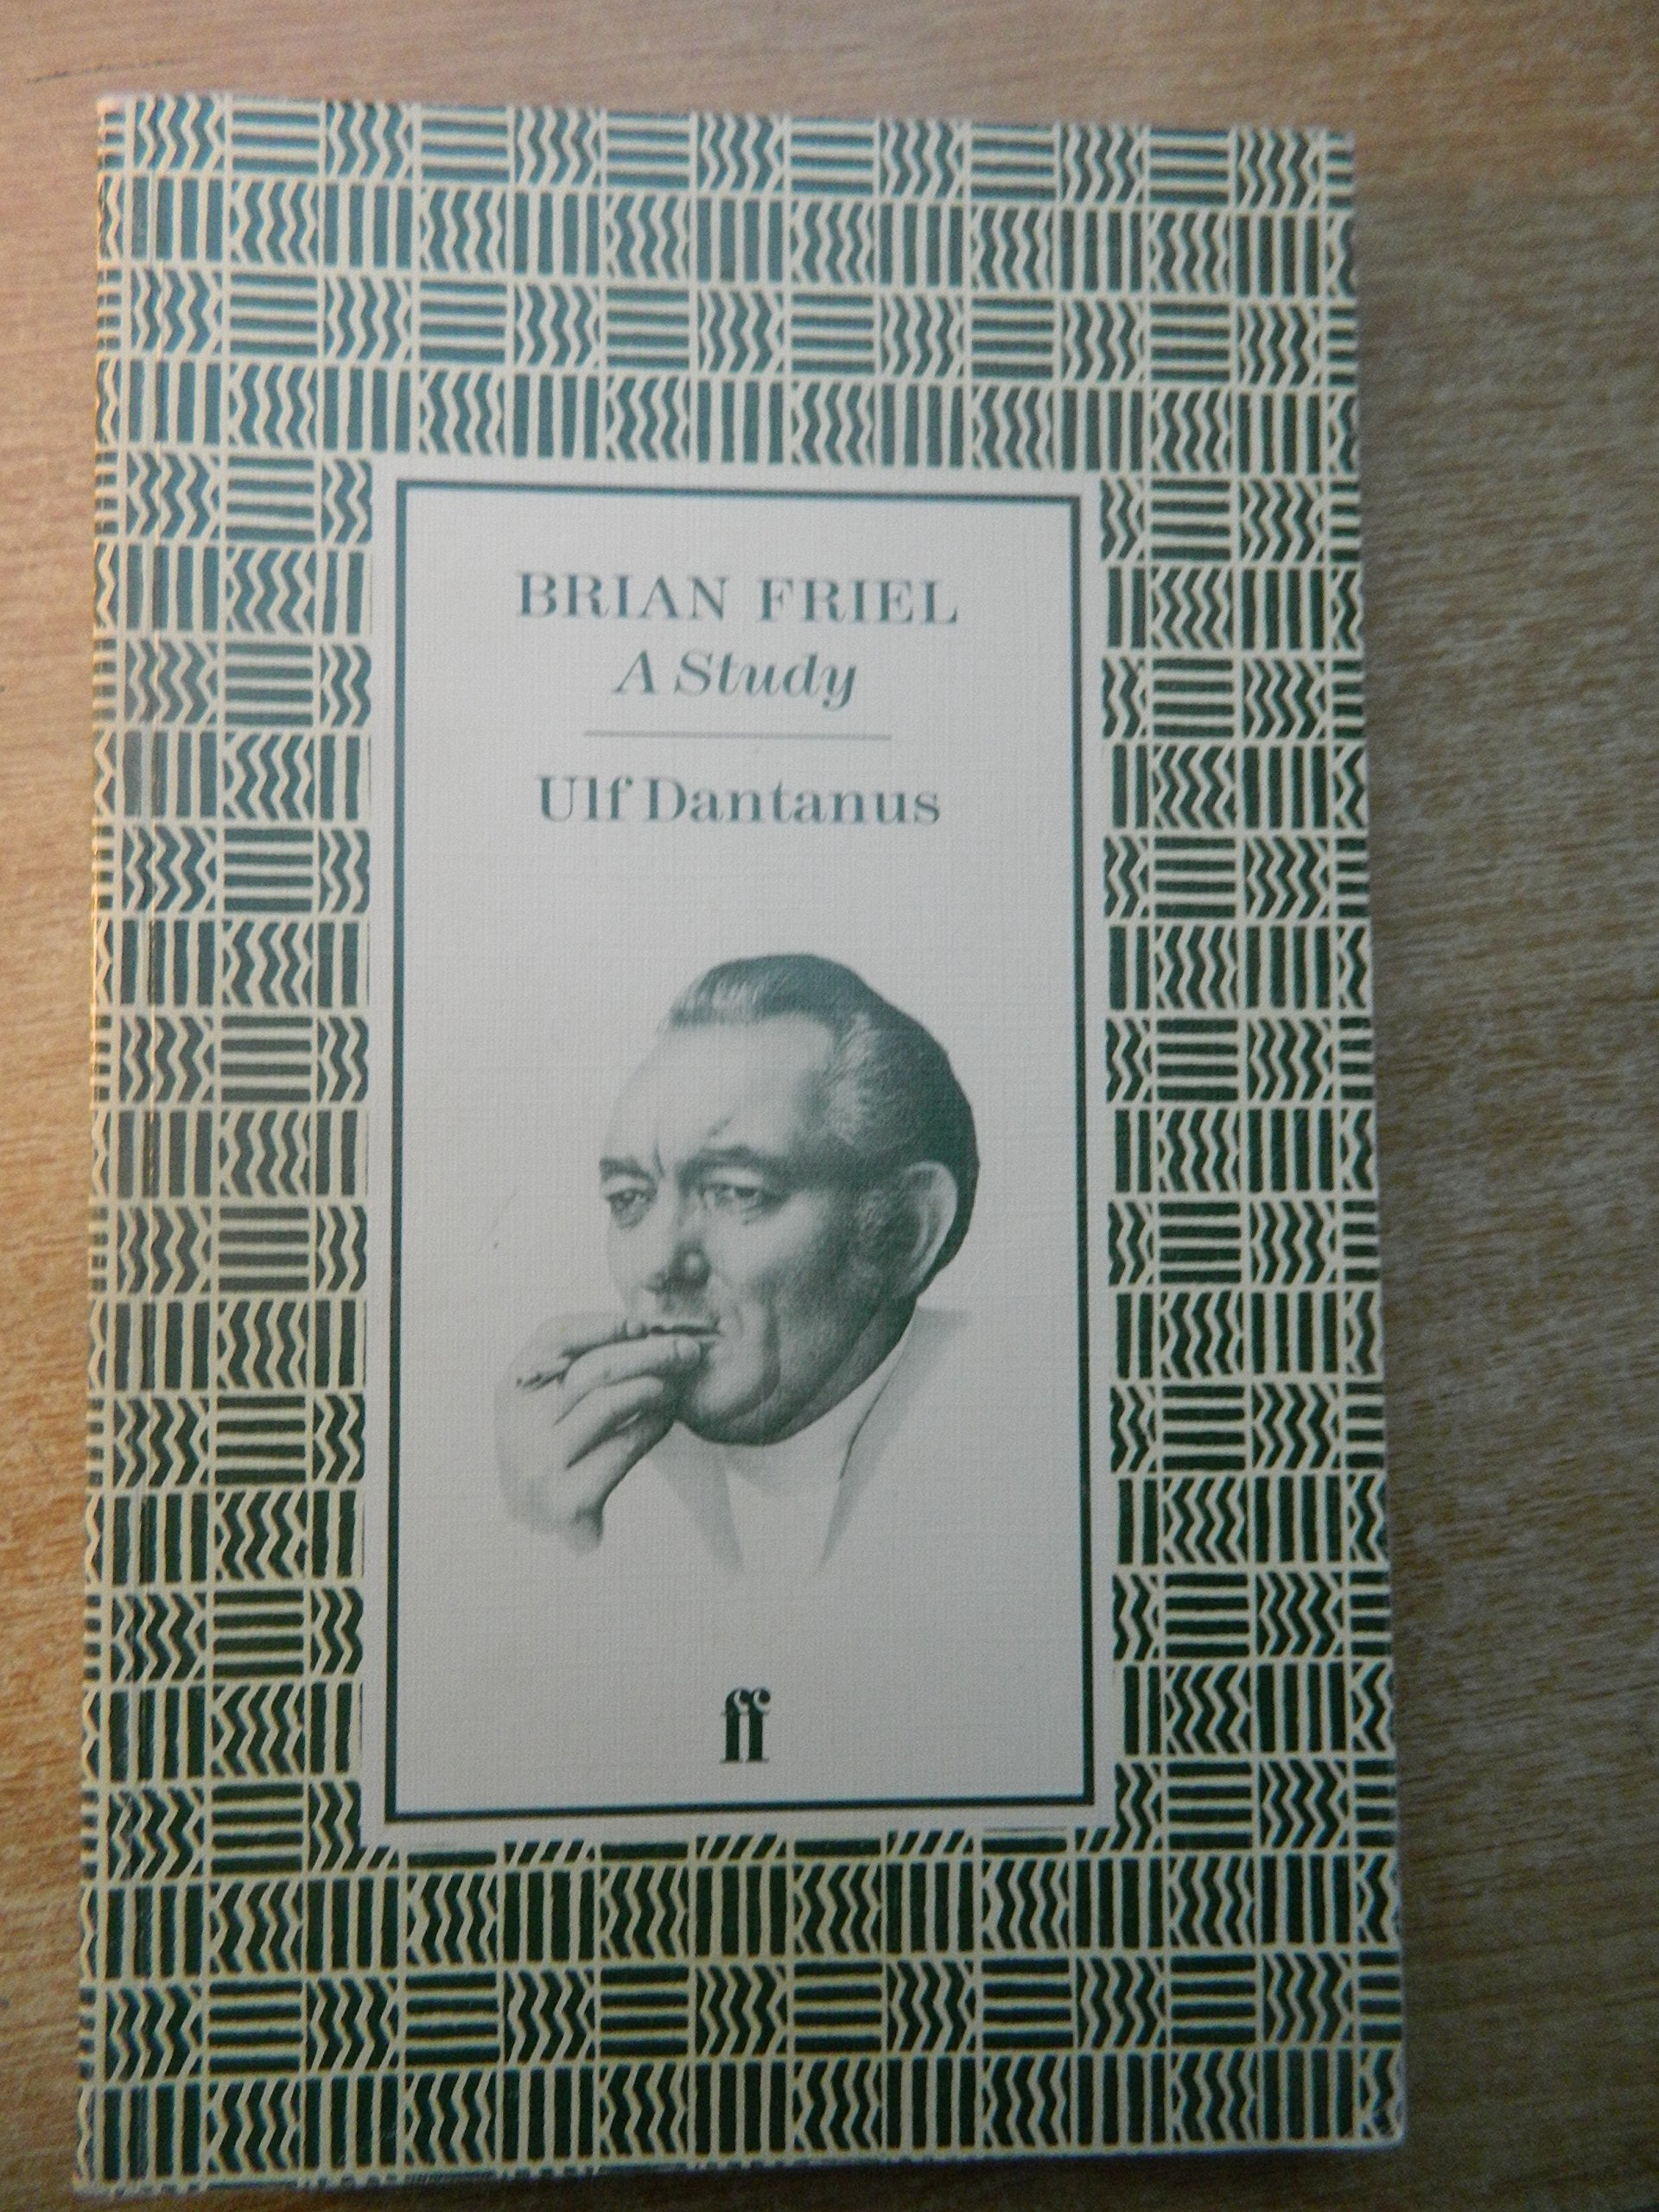 BRIAN FRIEL
A Study
Ulf Dantanus
ff